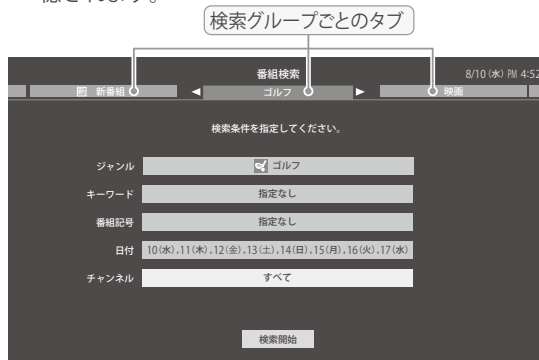 憶されます。
検索グループごとのタブ
番組検索
8/10(水) PM 4:52
新 新番組
ゴルフ
映画
検索条件を指定してください。
ジャンル
ゴルフ
キーワード
指定なし
番組記号
指定なし
日付
10(水),11(木),12(金),13(土),14(日),15(月),16(火),17(水)
チャンネル
すべて
検索開始